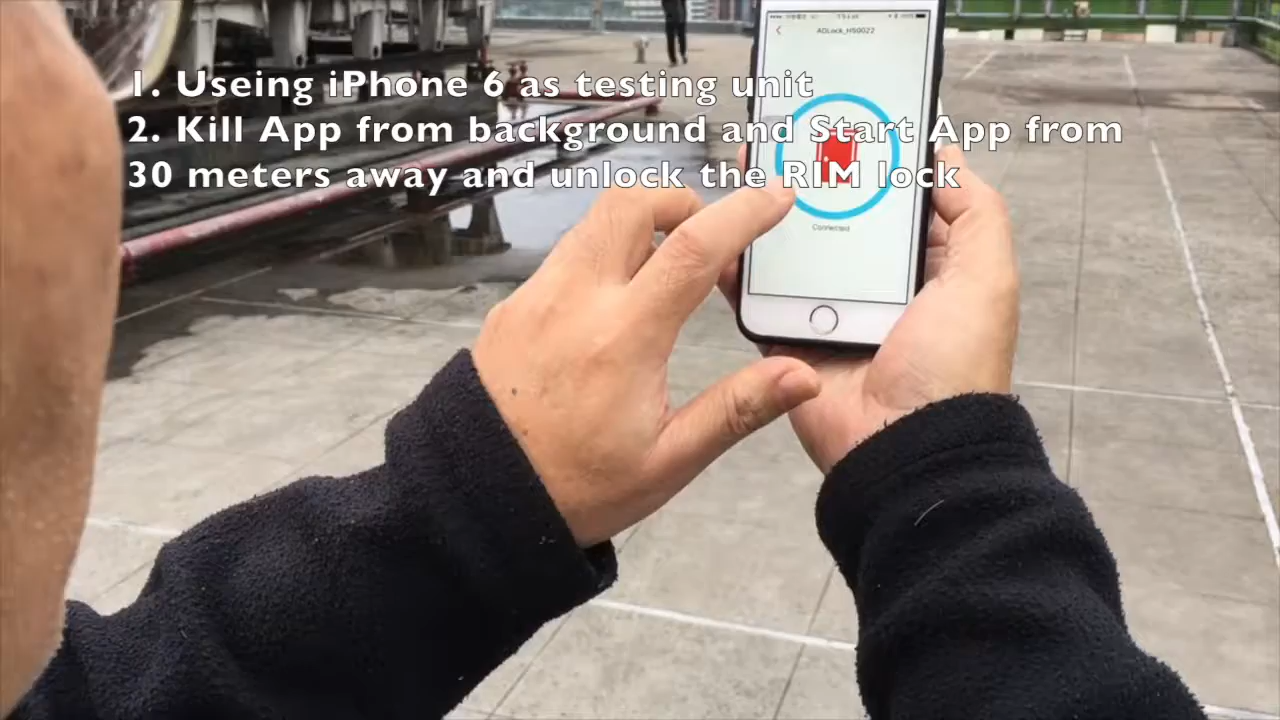 ADLock_HS0022
1. Useing iPhone 6 as testing unit
2. Kill App from background and Start App from
30 meters away and unlock the RIM lock
Connected